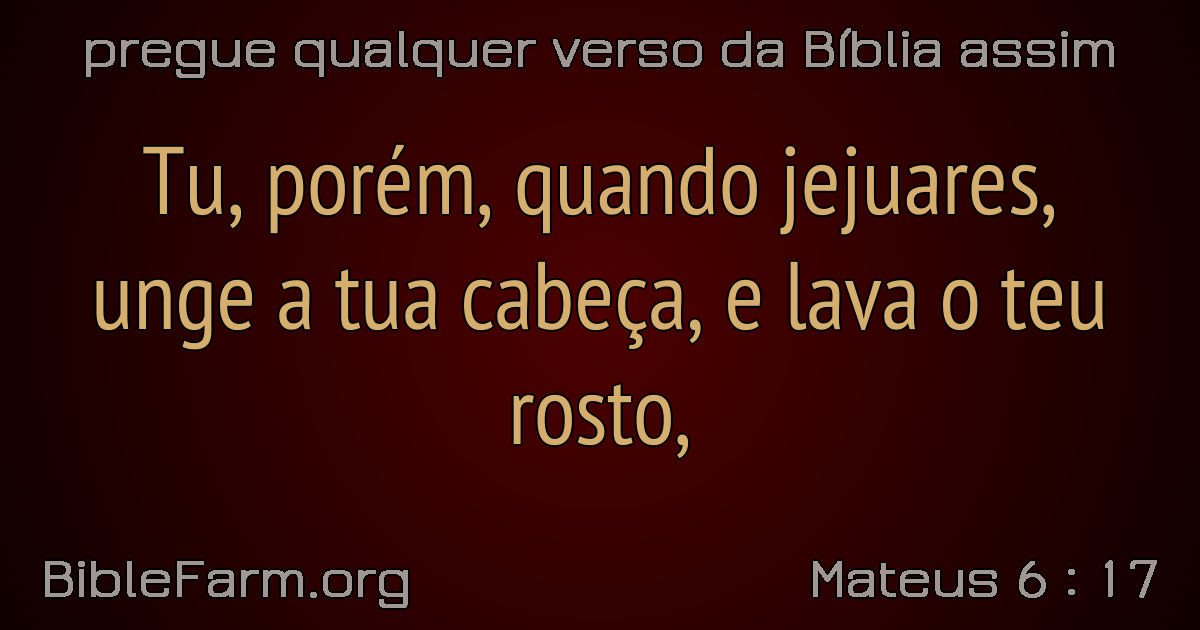 pregue qualquer verso da Bíblia assim
Tu, porém, quando jejuares,
unge a tua cabeça, e lava o teu
rosto,
BibleFarm.org
Mateus 6 : 17